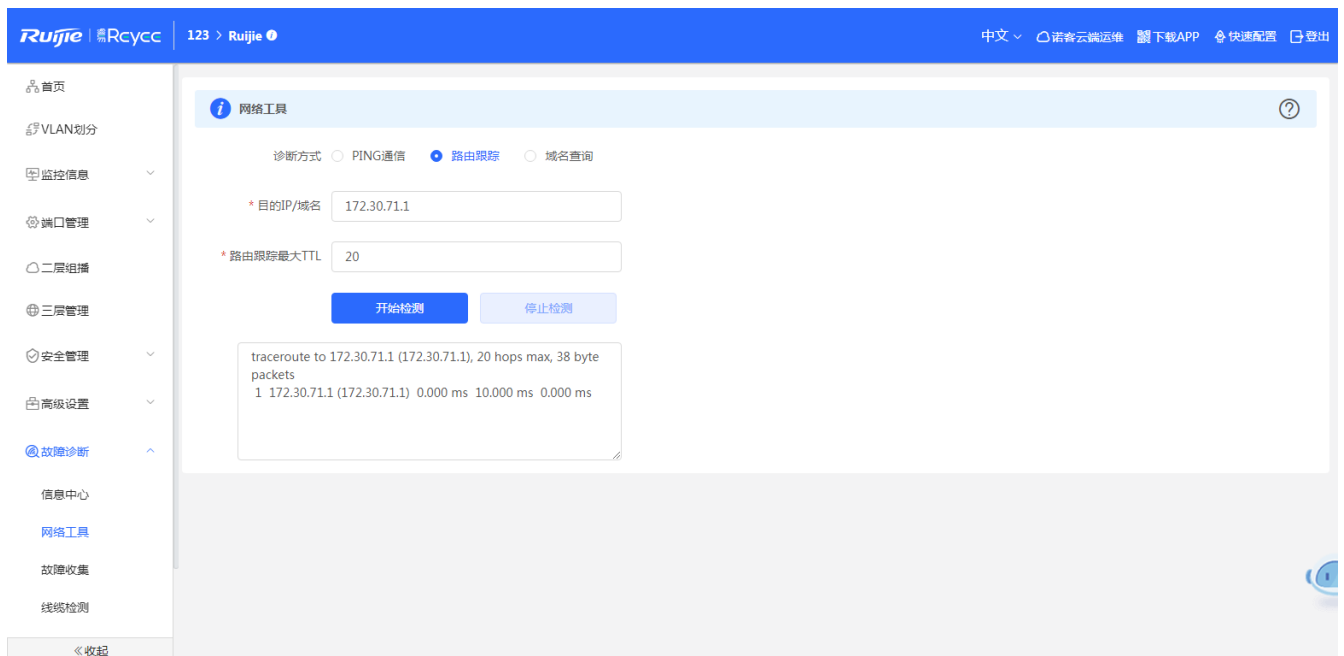 Ruijie | 睿易 Rcycc 123 > Ruijie 中文 诺客云端运维 下载APP 快速配置 登出
首页
VLAN划分
监控信息
端口管理
二层组播
三层管理
安全管理
高级设置
故障诊断
信息中心
网络工具
故障收集
线缆检测
收起
网络工具
诊断方式 PING通信 路由跟踪 域名查询
* 目的IP/域名 172.30.71.1
* 路由跟踪最大TTL 20
开始检测 停止检测
traceroute to 172.30.71.1 (172.30.71.1), 20 hops max, 38 byte
packets
1 172.30.71.1 (172.30.71.1) 0.000 ms 10.000 ms 0.000 ms